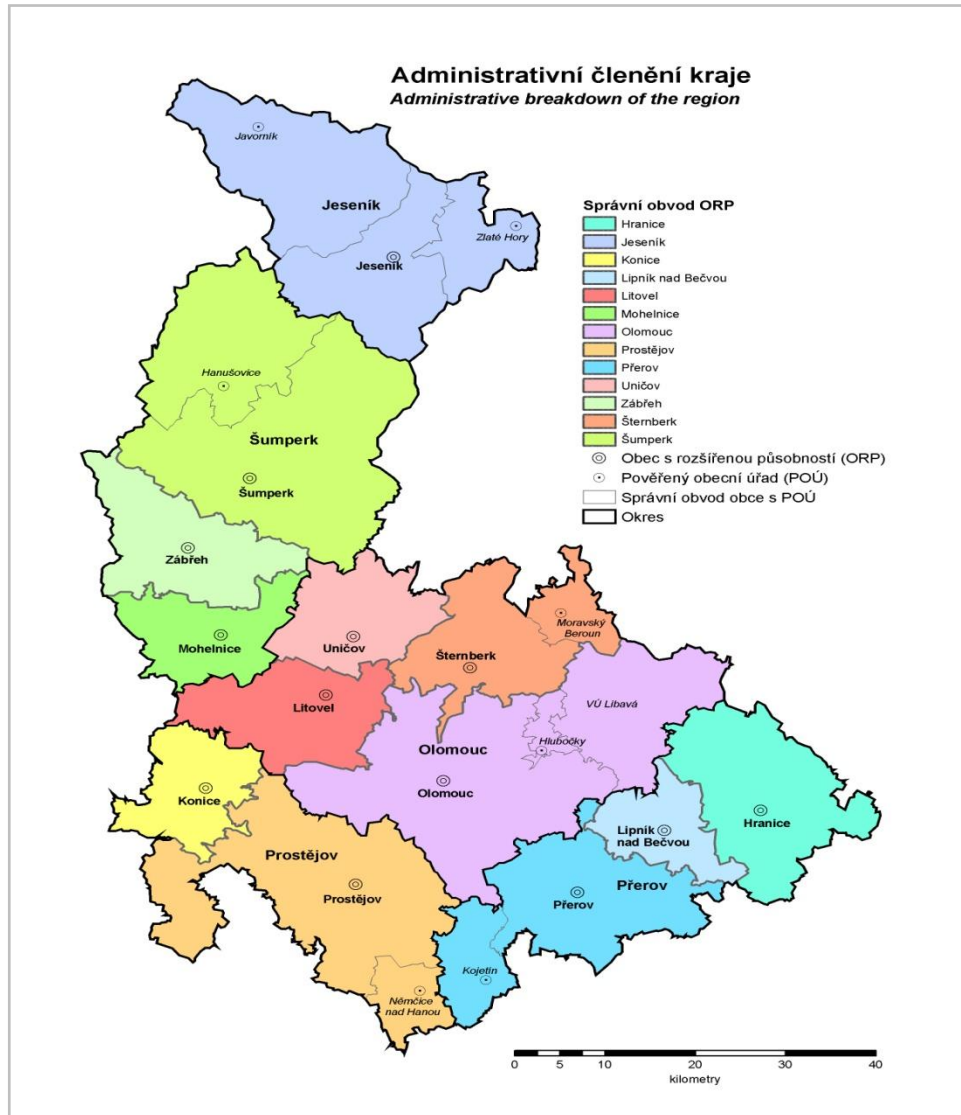 Administrativní členění kraje
Administrative breakdown of the region
Javorník
Jeseník
Zlaté Hory
Jeseník
Správní obvod ORP
Hranice
Jeseník
Konice
Lipník nad Bečvou
Litovel
Mohelnice
Olomouc
Prostějov
Přerov
Uničov
Zábřeh
Šternberk
Šumperk
Obec s rozšířenou působností (ORP)
Pověřený obecní úřad (POÚ)
Správní obvod obce s POÚ
Okres
Hanušovice
Šumperk
Šumperk
Zábřeh
Moravský
Beroun
Mohelnice
Uničov
Šternberk
Litovel
VÚ Libavá
Olomouc
Hlubočky
Olomouc
Konice
Hranice
Lipník
nad Bečvou
Prostějov
Přerov
Prostějov
Přerov
Kojetín
Němčice
nad Hanou
0 5 10 20 30 40
kilometry